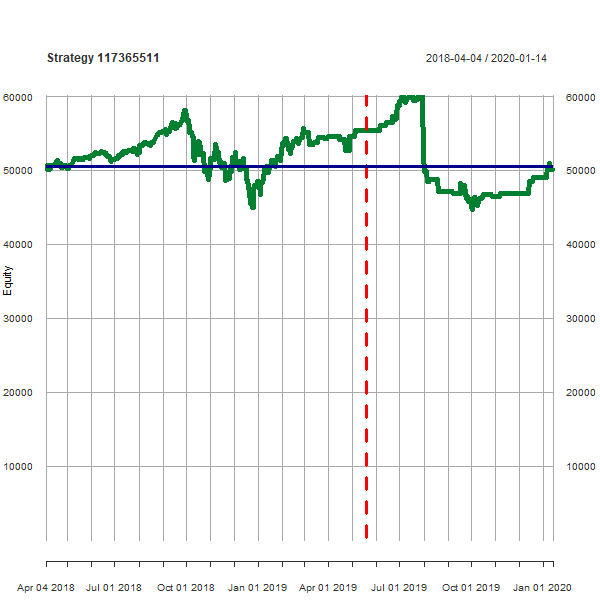 Strategy 117365511 2018-04-04 / 2020-01-14
60000 60000
50000 50000
40000 40000
Equity
30000 30000
20000 20000
10000 10000
Apr 04 2018 Jul 01 2018 Oct 01 2018 Jan 01 2019 Apr 01 2019 Jul 01 2019 Oct 01 2019 Jan 01 2020